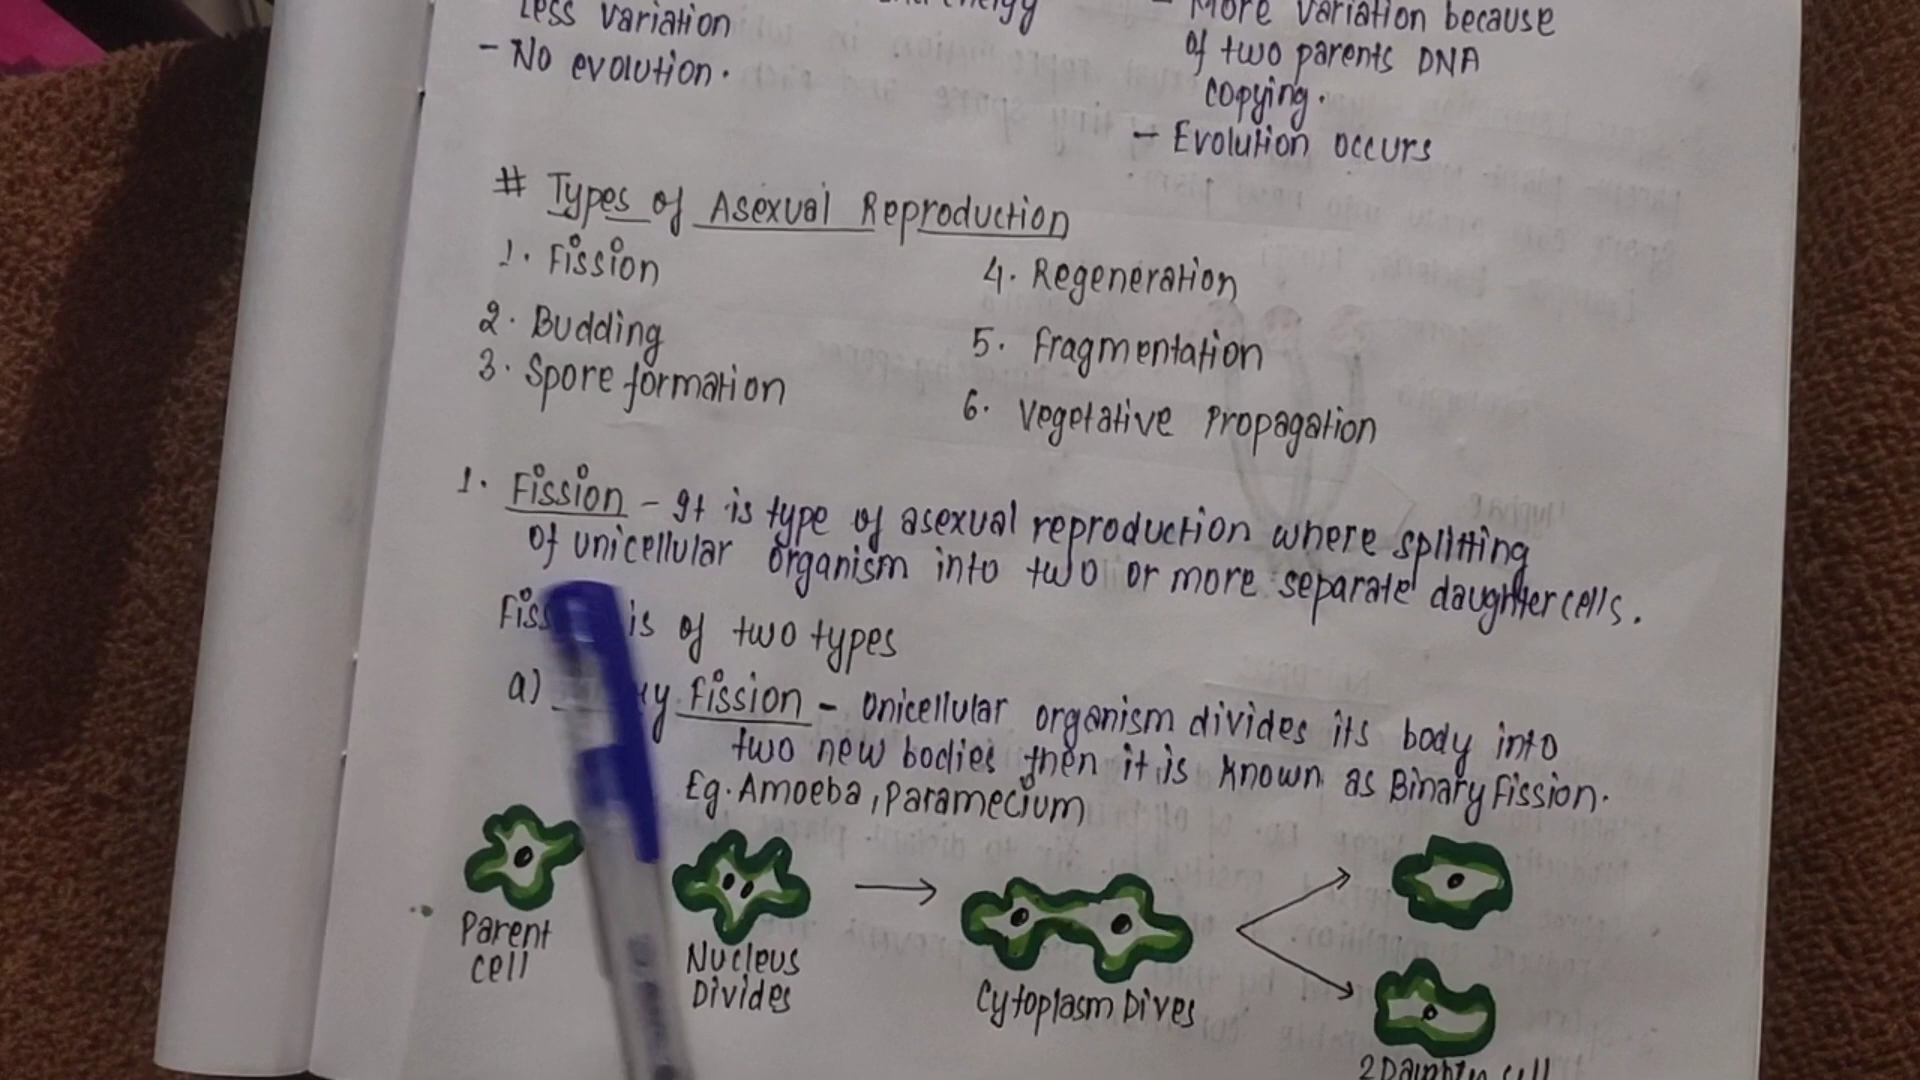 Less variation
- No evolution.
energy
- More variation because
of two parents DNA
copying.
- Evolution occurs
# Types of Asexual Reproduction
1. Fission
2. Budding
3. Spore formation
4. Regeneration
5. Fragmentation
6. Vegetative Propagation
1. Fission - It is type of asexual reproduction where splitting
of unicellular organism into two or more separate daughter cells.
is of two types
a) Fission - Unicellular organism divides its body into
two new bodies then it is known as Binary Fission.
Eg. Amoeba, Paramecium
Parent
cell
Nucleus
Divides
Cytoplasm Dives
2 Daughter cell